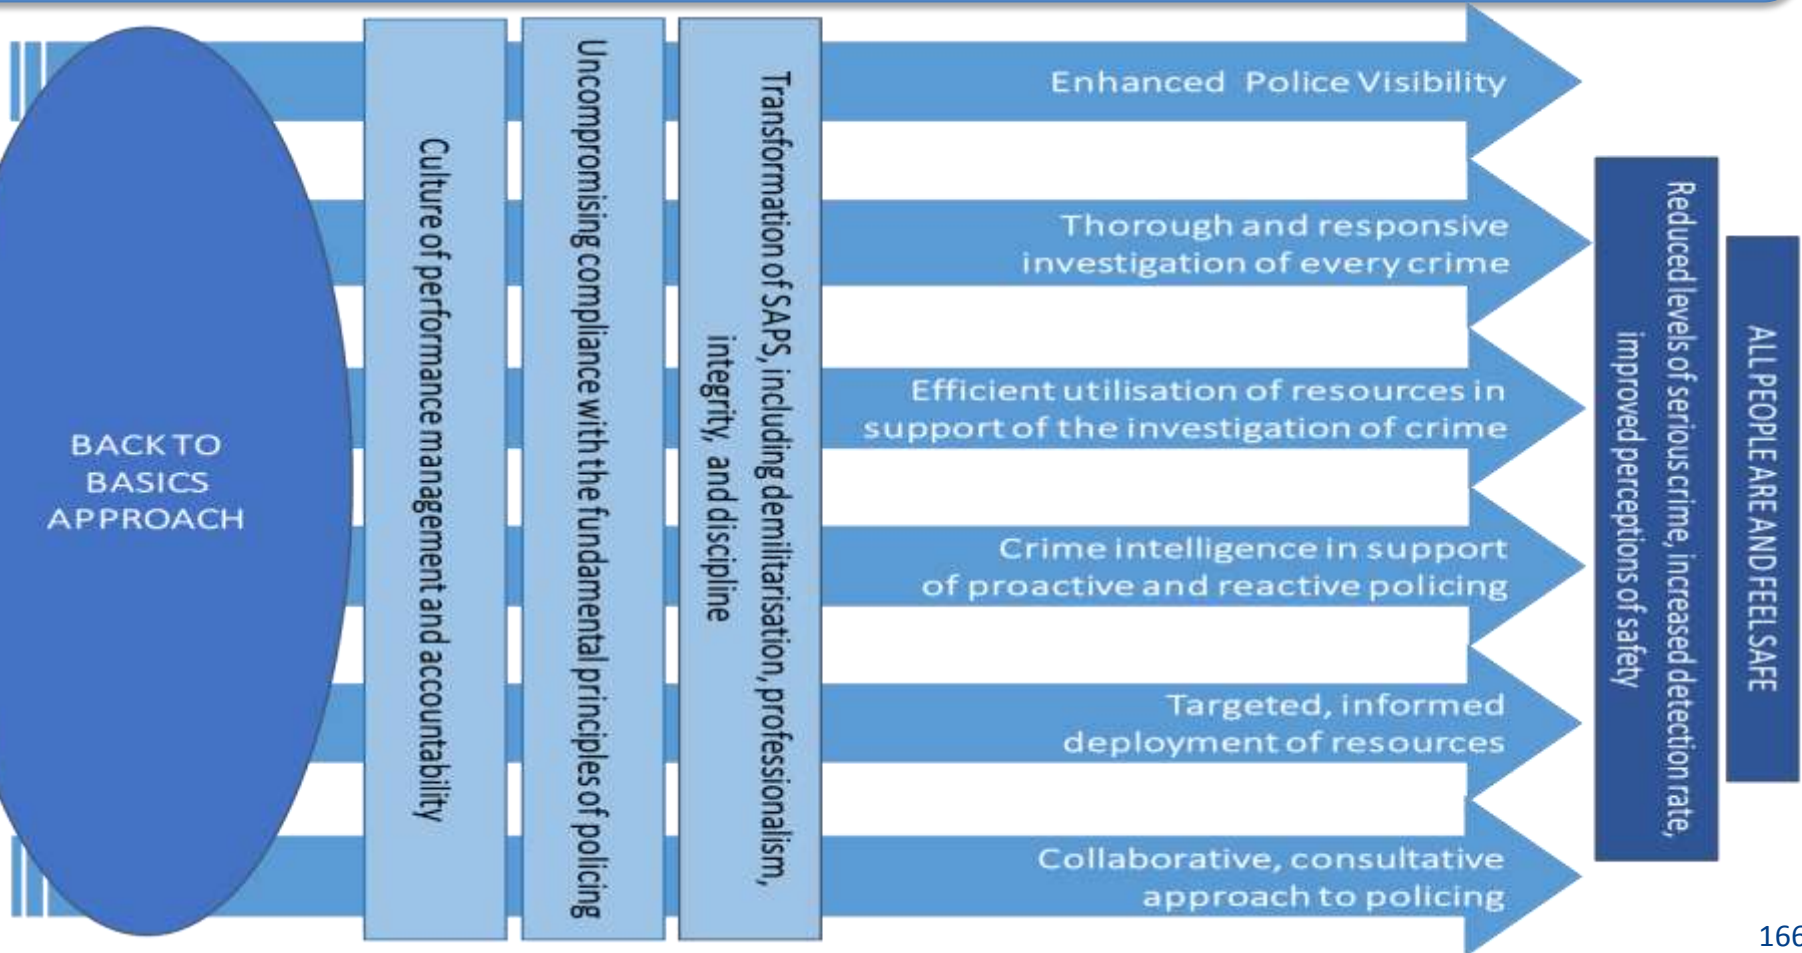 BACK TO
BASICS
APPROACH
Culture of performance management and accountability
Uncompromising compliance with the fundamental principles of policing
Transformation of SAPS, including demilitarisation, professionalism,
integrity, and discipline
Enhanced Police Visibility
Thorough and responsive
investigation of every crime
Efficient utilisation of resources in
support of the investigation of crime
Crime intelligence in support
of proactive and reactive policing
Targeted, informed
deployment of resources
Collaborative, consultative
approach to policing
Reduced levels of serious crime, increased detection rate,
improved perceptions of safety
ALL PEOPLE ARE AND FEEL SAFE
166